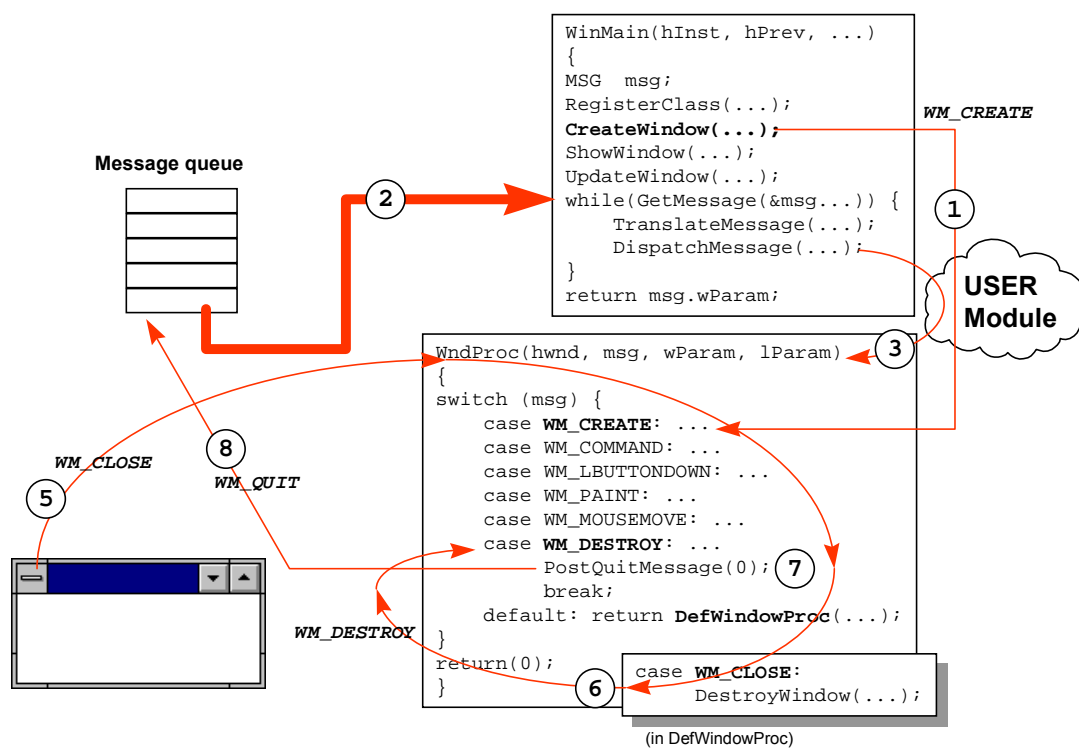 WinMain(hInst, hPrev, ...)
{
MSG  msg;
RegisterClass(...);
CreateWindow(...);
ShowWindow(...);
UpdateWindow(...);
while(GetMessage(&msg...)) {
    TranslateMessage(...);
    DispatchMessage(...);
}
return msg.wParam;
WM_CREATE
1
USER
Module
Message queue
2
3
WndProc(hwnd, msg, wParam, lParam)
{
switch (msg) {
    case WM_CREATE: ...
    case WM_COMMAND: ...
    case WM_LBUTTONDOWN: ...
    case WM_PAINT: ...
    case WM_MOUSEMOVE: ...
    case WM_DESTROY: ...
        PostQuitMessage(0);
        break;
    default: return DefWindowProc(...);
}
return(0);
}
WM_CLOSE
5
8
WM_QUIT
7
WM_DESTROY
6
case WM_CLOSE:
    DestroyWindow(...);
(in DefWindowProc)